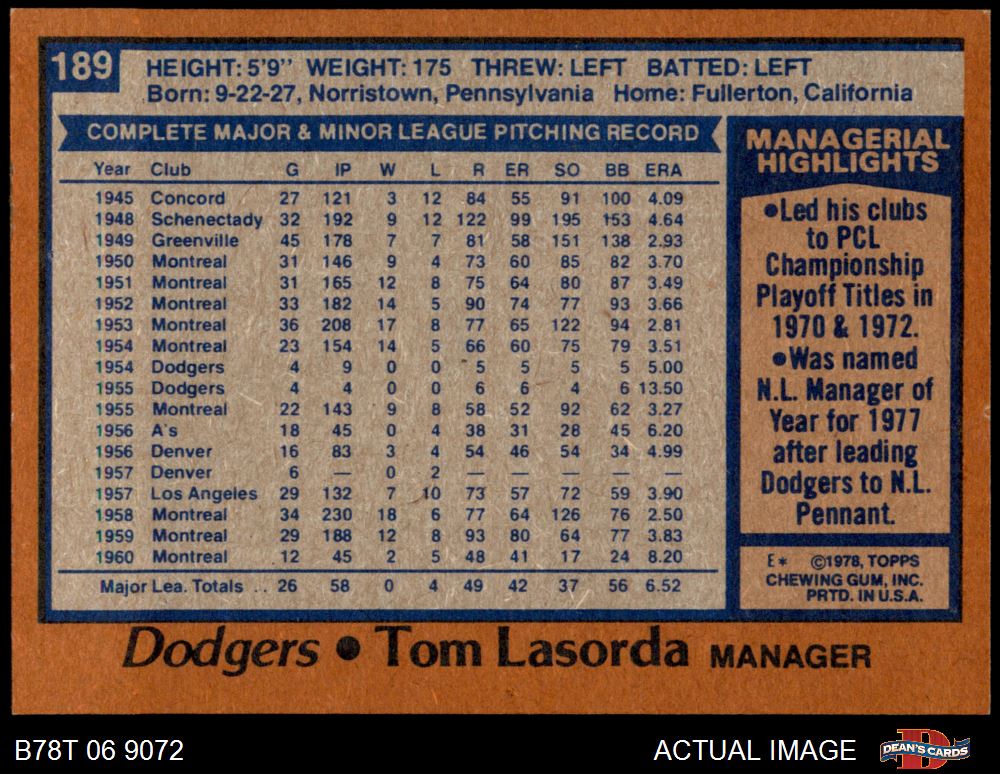 189
HEIGHT: 5'9" WEIGHT: 175 THREW: LEFT BATTED: LEFT
Born: 9-22-27, Norristown, Pennsylvania Home: Fullerton, California
COMPLETE MAJOR & MINOR LEAGUE PITCHING RECORD
Year Club G IP W L R ER SO BB ERA
1945 Concord 27 121 3 12 84 55 91 100 4.09
1948 Schenectady 32 192 9 12 122 99 195 153 4.64
1949 Greenville 45 178 7 7 81 58 151 138 2.93
1950 Montreal 31 146 9 4 73 60 85 82 3.70
1951 Montreal 31 165 12 8 75 64 80 87 3.49
1952 Montreal 33 182 14 5 90 74 77 93 3.66
1953 Montreal 36 208 17 8 77 65 122 94 2.81
1954 Montreal 23 154 14 5 66 60 75 79 3.51
1954 Dodgers 4 9 0 0 5 5 5 5 5.00
1955 Dodgers 4 4 0 0 6 6 4 6 13.50
1955 Montreal 22 143 9 8 58 52 92 62 3.27
1956 A's 18 45 0 4 38 31 28 45 6.20
1956 Denver 16 83 3 4 54 46 54 34 4.99
1957 Denver 6 — 0 2 — — — — —
1957 Los Angeles 29 132 7 10 73 57 72 59 3.90
1958 Montreal 34 230 18 6 77 64 126 76 2.50
1959 Montreal 29 188 12 8 93 80 64 77 3.83
1960 Montreal 12 45 2 5 48 41 17 24 8.20
Major Lea. Totals .. 26 58 0 4 49 42 37 56 6.52
MANAGERIAL
HIGHLIGHTS
●Led his clubs
to PCL
Championship
Playoff Titles in
1970 & 1972.
●Was named
N.L. Manager of
Year for 1977
after leading
Dodgers to N.L.
Pennant.
E* ©1978, TOPPS
CHEWING GUM, INC.
PRTD. IN U.S.A.
Dodgers ● Tom Lasorda MANAGER
B78T 06 9072
ACTUAL IMAGE
DEAN'S CARDS